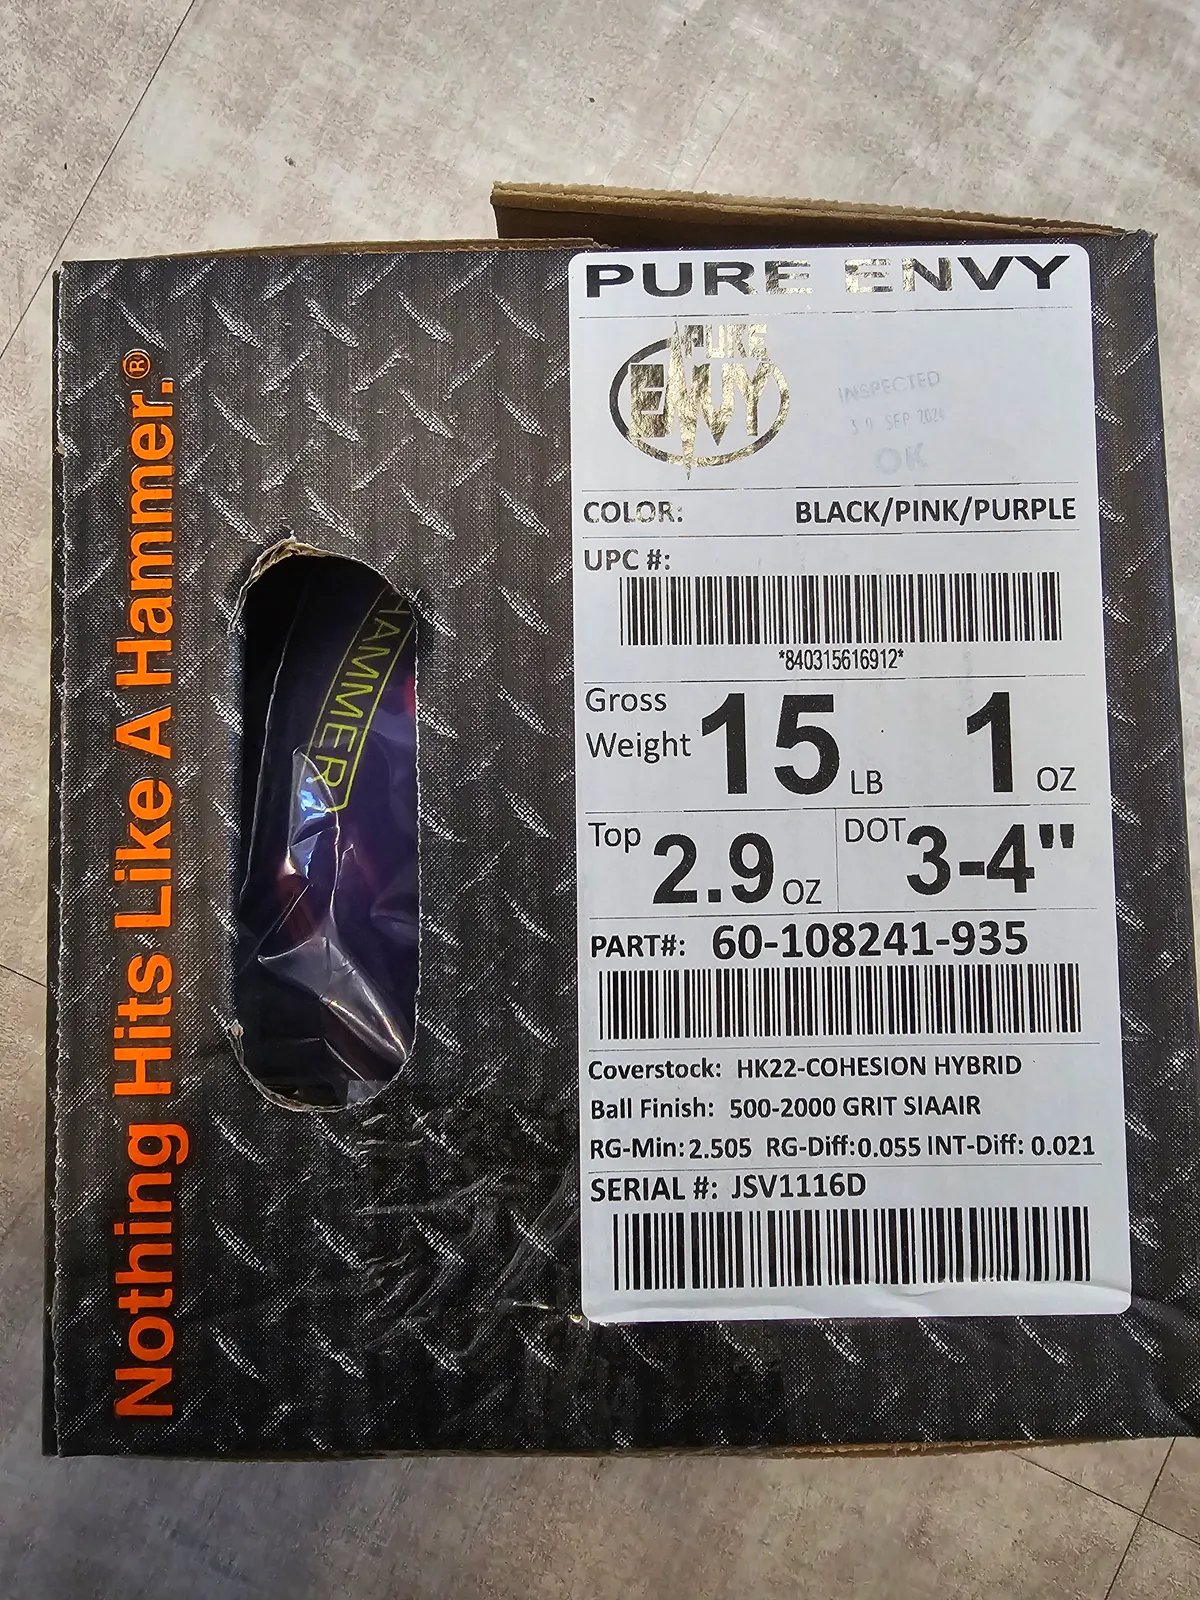 Nothing Hits Like A Hammer.®
HAMMER
PURE ENVY
PURE
ENVY
INSPECTED
30 SEP 2024
OK
COLOR: BLACK/PINK/PURPLE
UPC #:
*840315616912*
Gross Weight 15 LB 1 OZ
Top 2.9 OZ DOT 3-4"
PART#: 60-108241-935
Coverstock: HK22-COHESION HYBRID
Ball Finish: 500-2000 GRIT SIAAIR
RG-Min: 2.505 RG-Diff:0.055 INT-Diff: 0.021
SERIAL #: JSV1116D